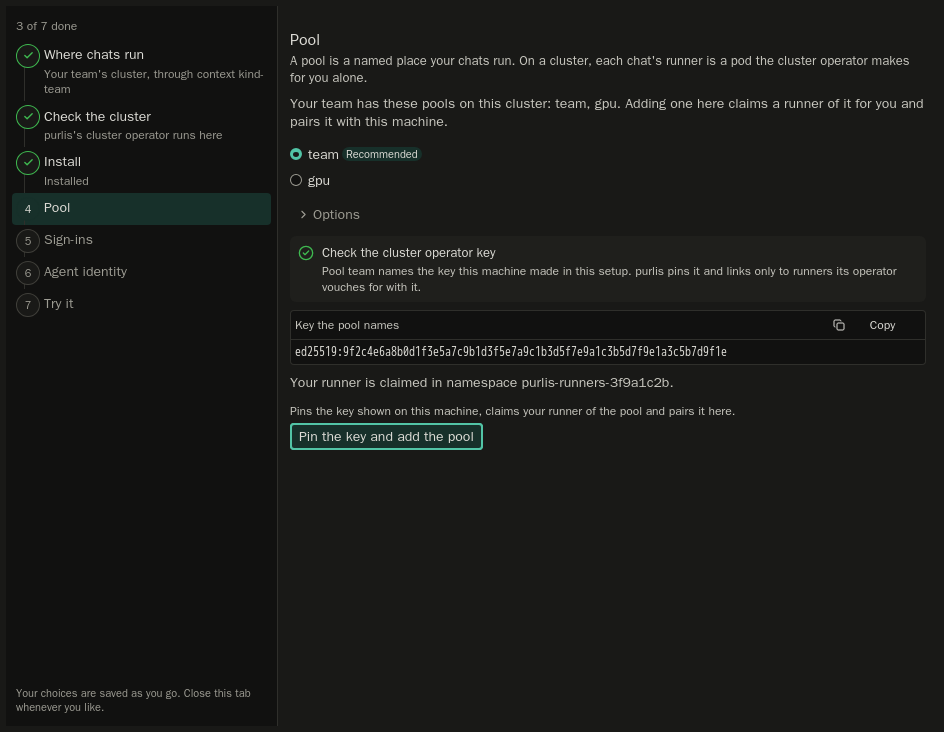 3 of 7 done
Where chats run
Your team's cluster, through context kind-
team
Check the cluster
purlis's cluster operator runs here
Install
Installed
4 Pool
5 Sign-ins
6 Agent identity
7 Try it
Your choices are saved as you go. Close this tab
whenever you like.
Pool
A pool is a named place your chats run. On a cluster, each chat's runner is a pod the cluster operator makes
for you alone.
Your team has these pools on this cluster: team, gpu. Adding one here claims a runner of it for you and
pairs it with this machine.
team Recommended
gpu
Options
Check the cluster operator key
Pool team names the key this machine made in this setup. purlis pins it and links only to runners its operator
vouches for with it.
Key the pool names Copy
ed25519:9f2c4e6a8b0d1f3e5a7c9b1d3f5e7a9c1b3d5f7e9a1c3b5d7f9e1a3c5b7d9f1e
Your runner is claimed in namespace purlis-runners-3f9a1c2b.
Pins the key shown on this machine, claims your runner of the pool and pairs it here.
Pin the key and add the pool